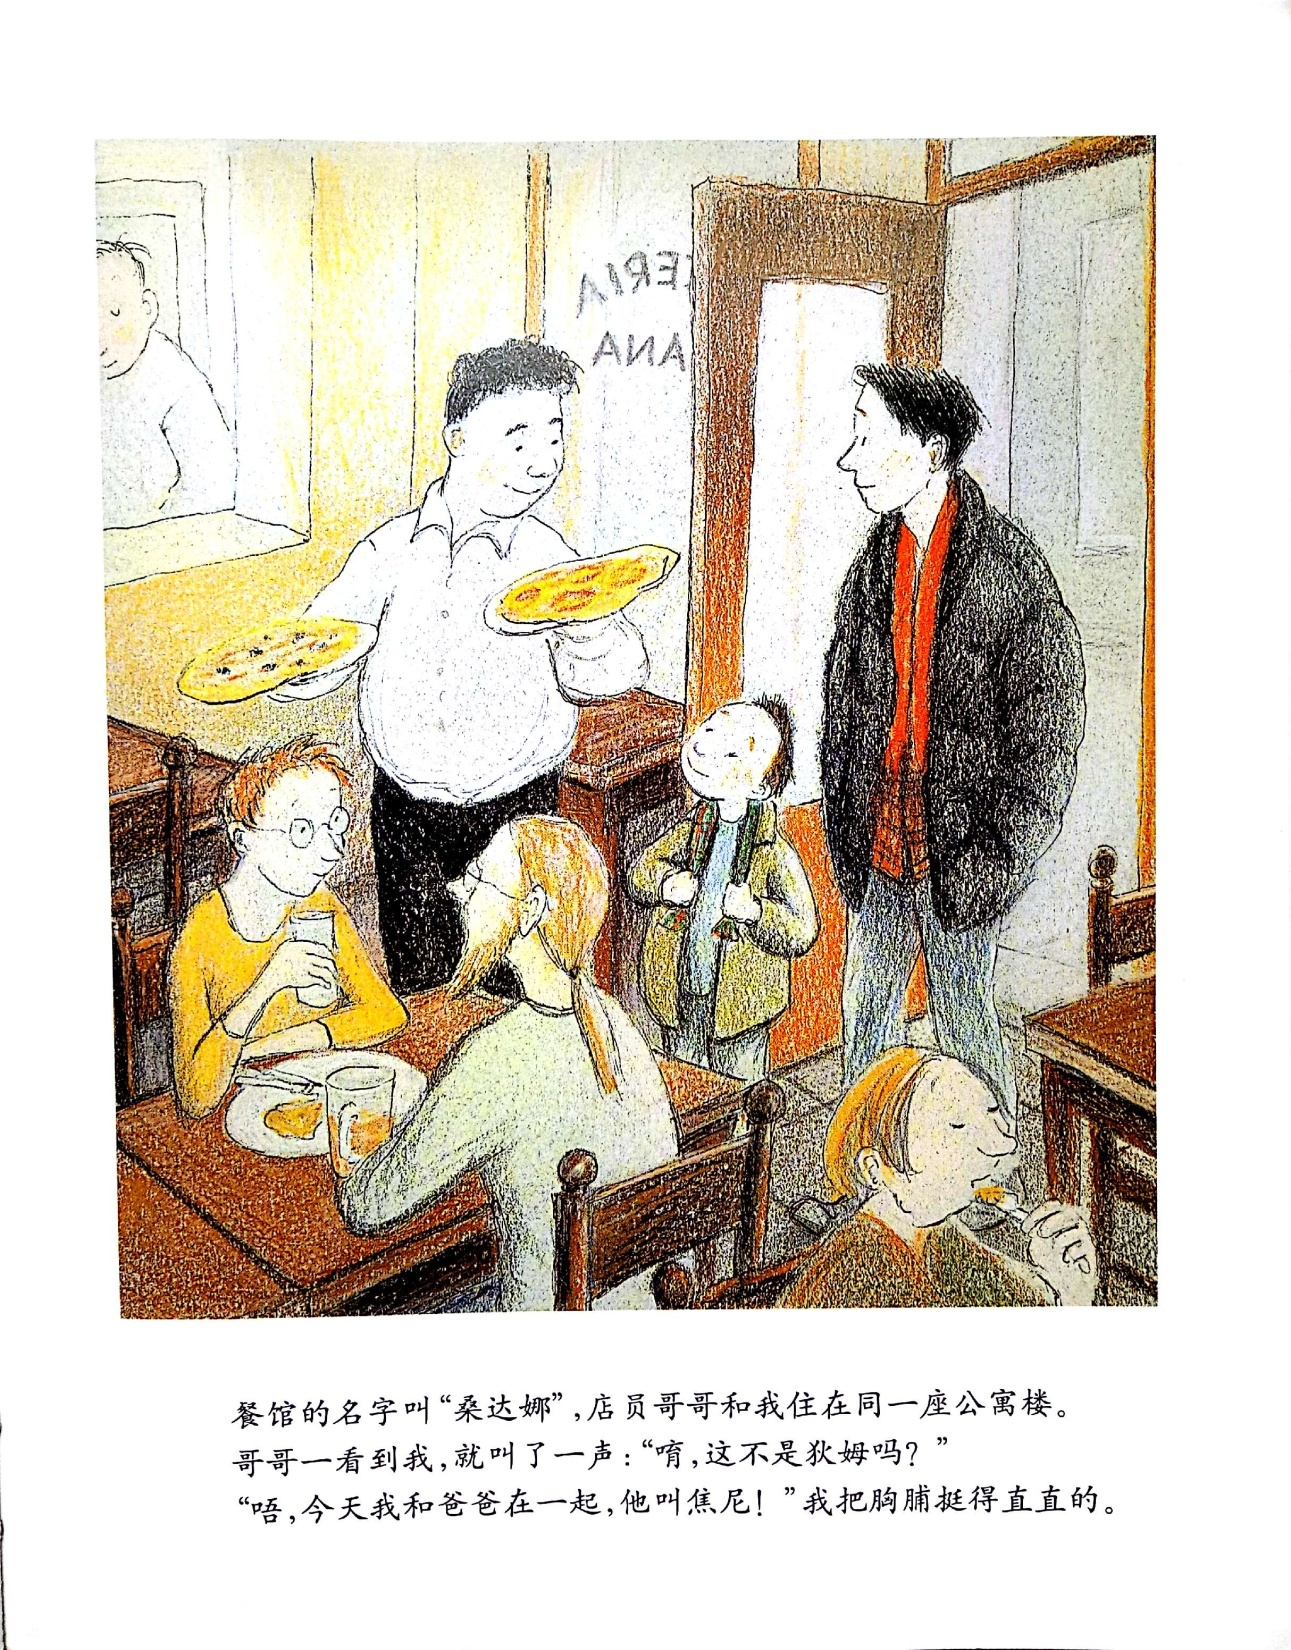 ERIA
ANA
餐馆的名字叫“桑达娜”，店员哥哥和我住在同一座公寓楼。
哥哥一看到我，就叫了一声：“唷，这不是狄姆吗？”
“唔，今天我和爸爸在一起，他叫焦尼！”我把胸脯挺得直直的。